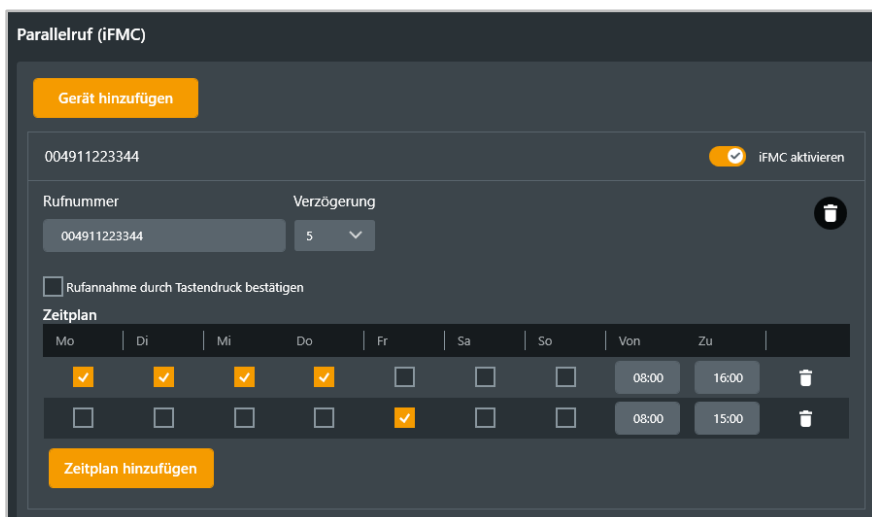 Parallelruf (iFMC)
Gerät hinzufügen
004911223344 iFMC aktivieren
Rufnummer Verzögerung
004911223344 5
Rufannahme durch Tastendruck bestätigen
Zeitplan
Mo Di Mi Do Fr Sa So Von Zu
08:00 16:00
08:00 15:00
Zeitplan hinzufügen